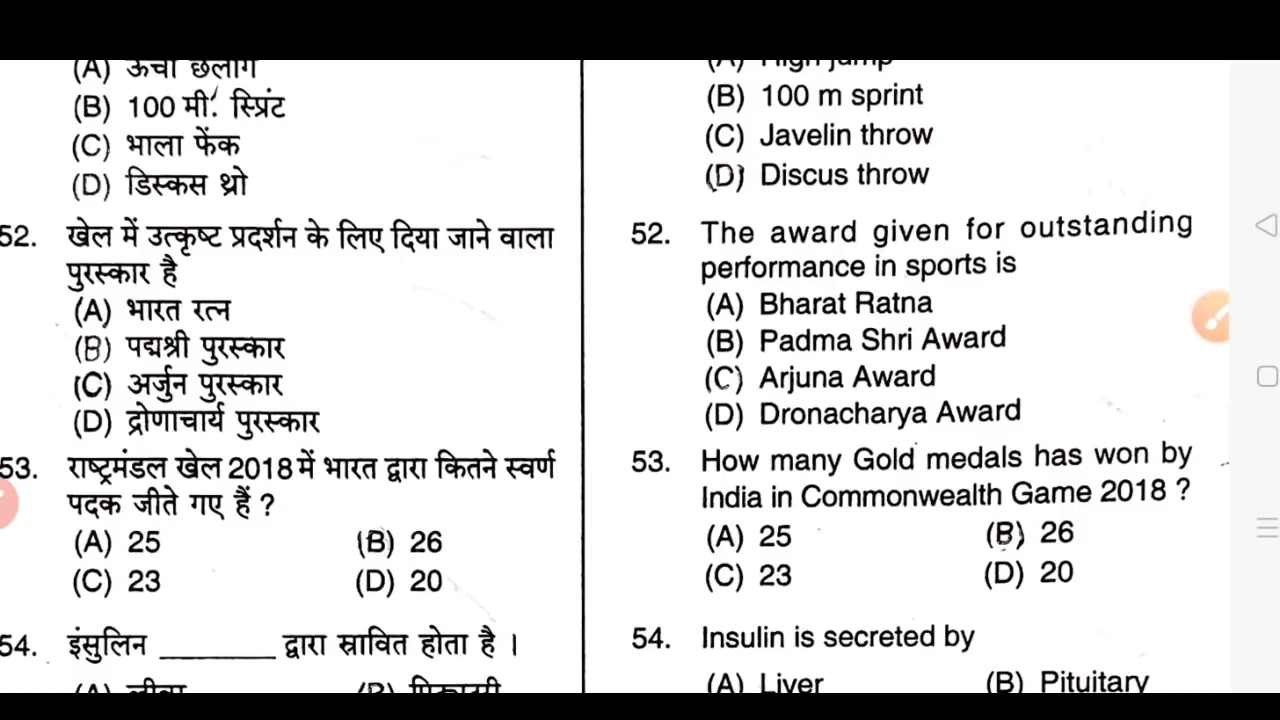 (A) ऊँची छलाँग
(B) 100 मी. स्प्रिंट
(C) भाला फेंक
(D) डिस्कस थ्रो
52. खेल में उत्कृष्ट प्रदर्शन के लिए दिया जाने वाला
पुरस्कार है
(A) भारत रत्न
(B) पद्मश्री पुरस्कार
(C) अर्जुन पुरस्कार
(D) द्रोणाचार्य पुरस्कार
53. राष्ट्रमंडल खेल 2018 में भारत द्वारा कितने स्वर्ण
पदक जीते गए हैं ?
(A) 25 (B) 26
(C) 23 (D) 20
54. इंसुलिन ________ द्वारा स्रावित होता है ।
(A) High jump
(B) 100 m sprint
(C) Javelin throw
(D) Discus throw
52. The award given for outstanding
performance in sports is
(A) Bharat Ratna
(B) Padma Shri Award
(C) Arjuna Award
(D) Dronacharya Award
53. How many Gold medals has won by
India in Commonwealth Game 2018 ?
(A) 25 (B) 26
(C) 23 (D) 20
54. Insulin is secreted by
(A) Liver (B) Pituitary